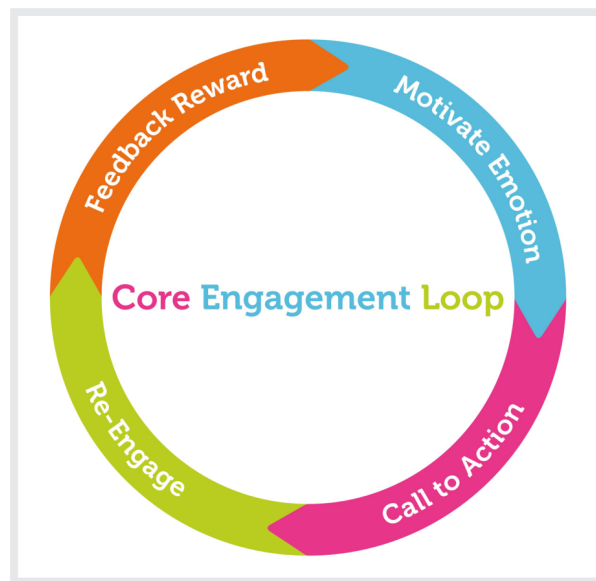 Feedback Reward
Motivate Emotion
Core Engagement Loop
Re-Engage
Call to Action